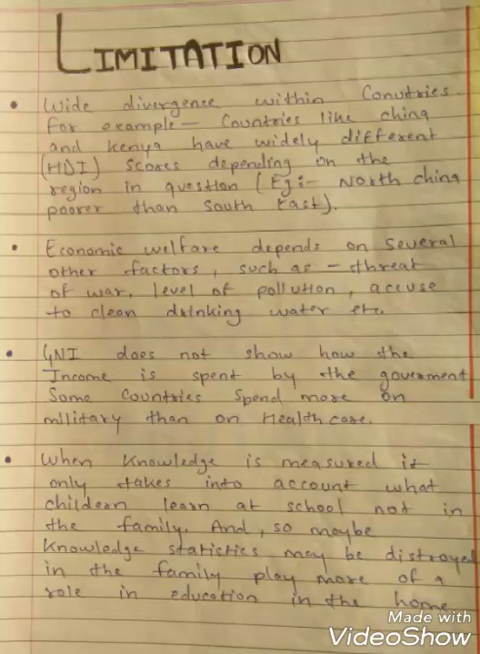 LIMITATION
• Wide divergence within Conutries.
For example - Countries like china
and kenya have widely different
(HDI) scores depending on the
region in question (Eg:- North china
poorer than South East).
• Economic welfare depends on several
other factors, such as - threat
of war, level of pollution, accuse
to clean drinking water etc.
• GNI does not show how the
Income is spent by the goverment
Some Countries Spend more on
military than on Health care.
• When Knowledge is measured it
only takes into account what
childern learn at school not in
the family. And, so maybe
Knowledge statistics may be distroyed
in the family play more of a
role in education in the home
Made with
VideoShow